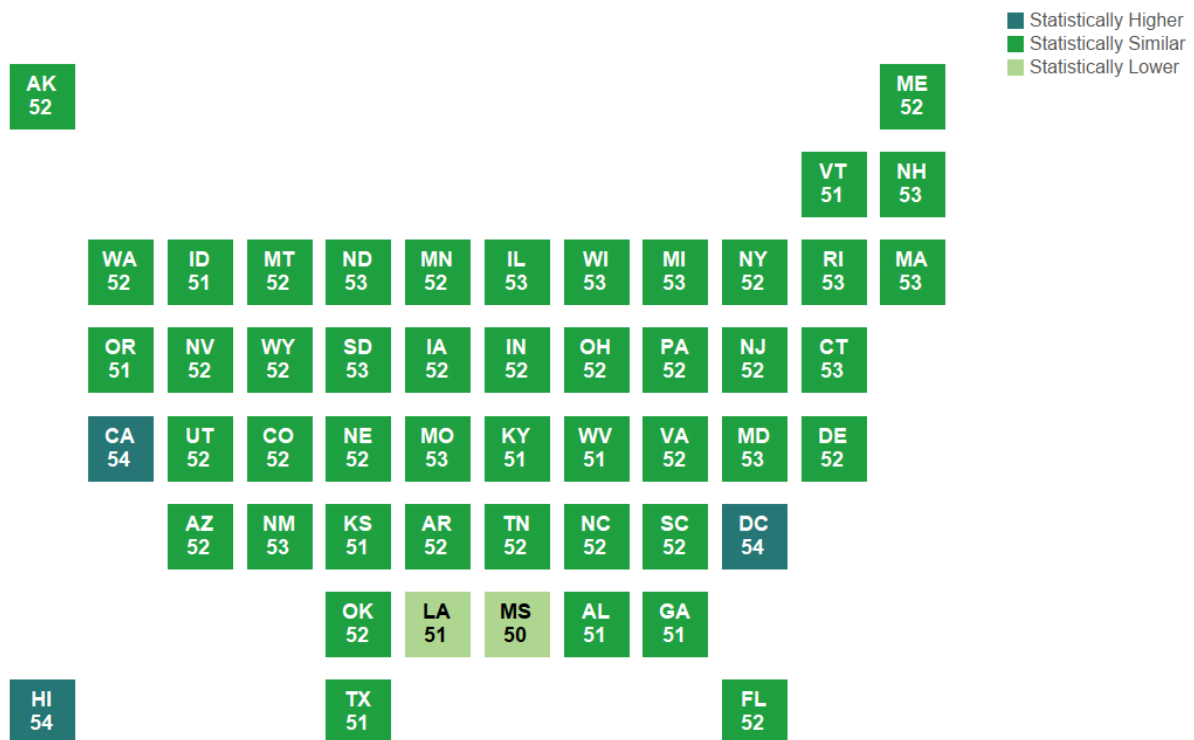 Statistically Higher
Statistically Similar
Statistically Lower
AK
52
ME
52
VT
51
NH
53
WA
52
ID
51
MT
52
ND
53
MN
52
IL
53
WI
53
MI
53
NY
52
RI
53
MA
53
OR
51
NV
52
WY
52
SD
53
IA
52
IN
52
OH
52
PA
52
NJ
52
CT
53
CA
54
UT
52
CO
52
NE
52
MO
53
KY
51
WV
51
VA
52
MD
53
DE
52
AZ
52
NM
53
KS
51
AR
52
TN
52
NC
52
SC
52
DC
54
OK
52
LA
51
MS
50
AL
51
GA
51
HI
54
TX
51
FL
52